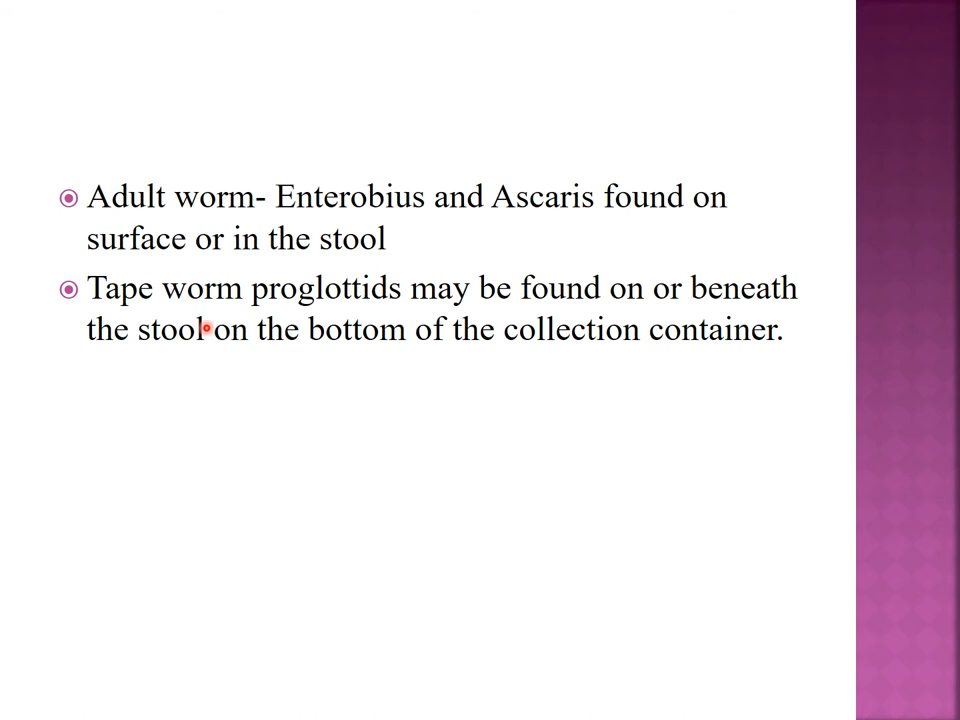 Adult worm- Enterobius and Ascaris found on
surface or in the stool
Tape worm proglottids may be found on or beneath
the stool on the bottom of the collection container.